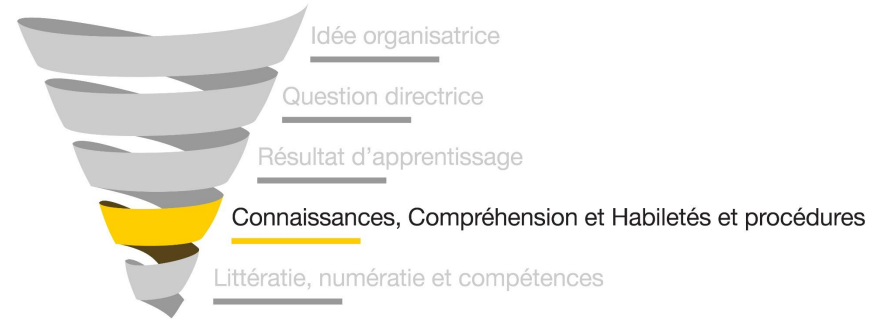 Idée organisatrice
Question directrice
Résultat d'apprentissage
Connaissances, Compréhension et Habiletés et procédures
Littératie, numératie et compétences